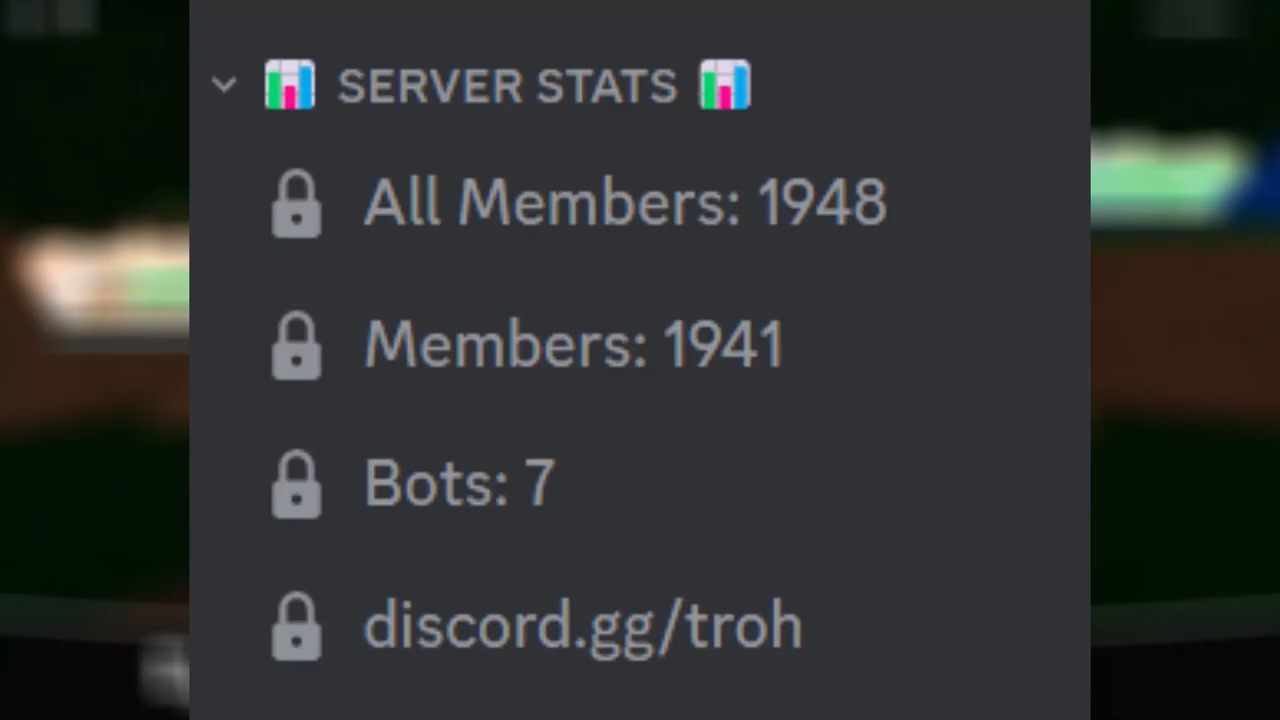 📊 SERVER STATS 📊
All Members: 1948
Members: 1941
Bots: 7
discord.gg/troh